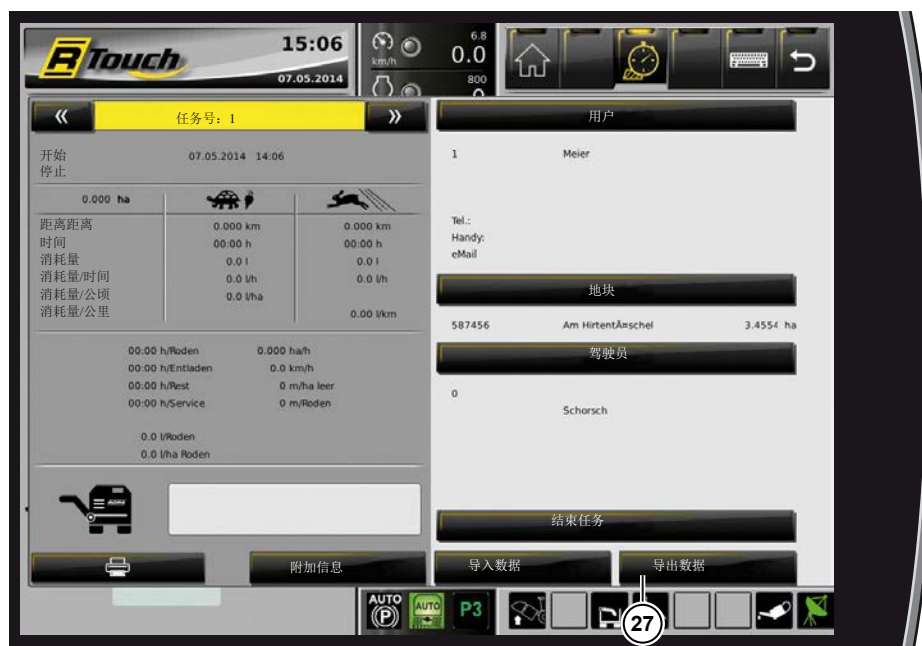 R Touch
15:06
07.05.2014
km/h
6.8
0.0
800
任务号：1
开始 07.05.2014 14:06
停止
0.000 ha
距离距离 0.000 km 0.000 km
时间 00:00 h 00:00 h
消耗量 0.0 l 0.0 l
消耗量/时间 0.0 l/h 0.0 l/h
消耗量/公顷 0.0 l/ha
消耗量/公里 0.00 l/km
00:00 h/Roden 0.000 ha/h
00:00 h/Entladen 0.0 km/h
00:00 h/Rest 0 m/ha leer
00:00 h/Service 0 m/Roden
0.0 l/Roden
0.0 l/ha Roden
附加信息
用户
1 Meier
Tel.:
Handy:
eMail
地块
587456 Am HirtentÃ¤schel 3.4554 ha
驾驶员
0
Schorsch
结束任务
导入数据
导出数据
AUTO
(P)
AUTO
P3
27